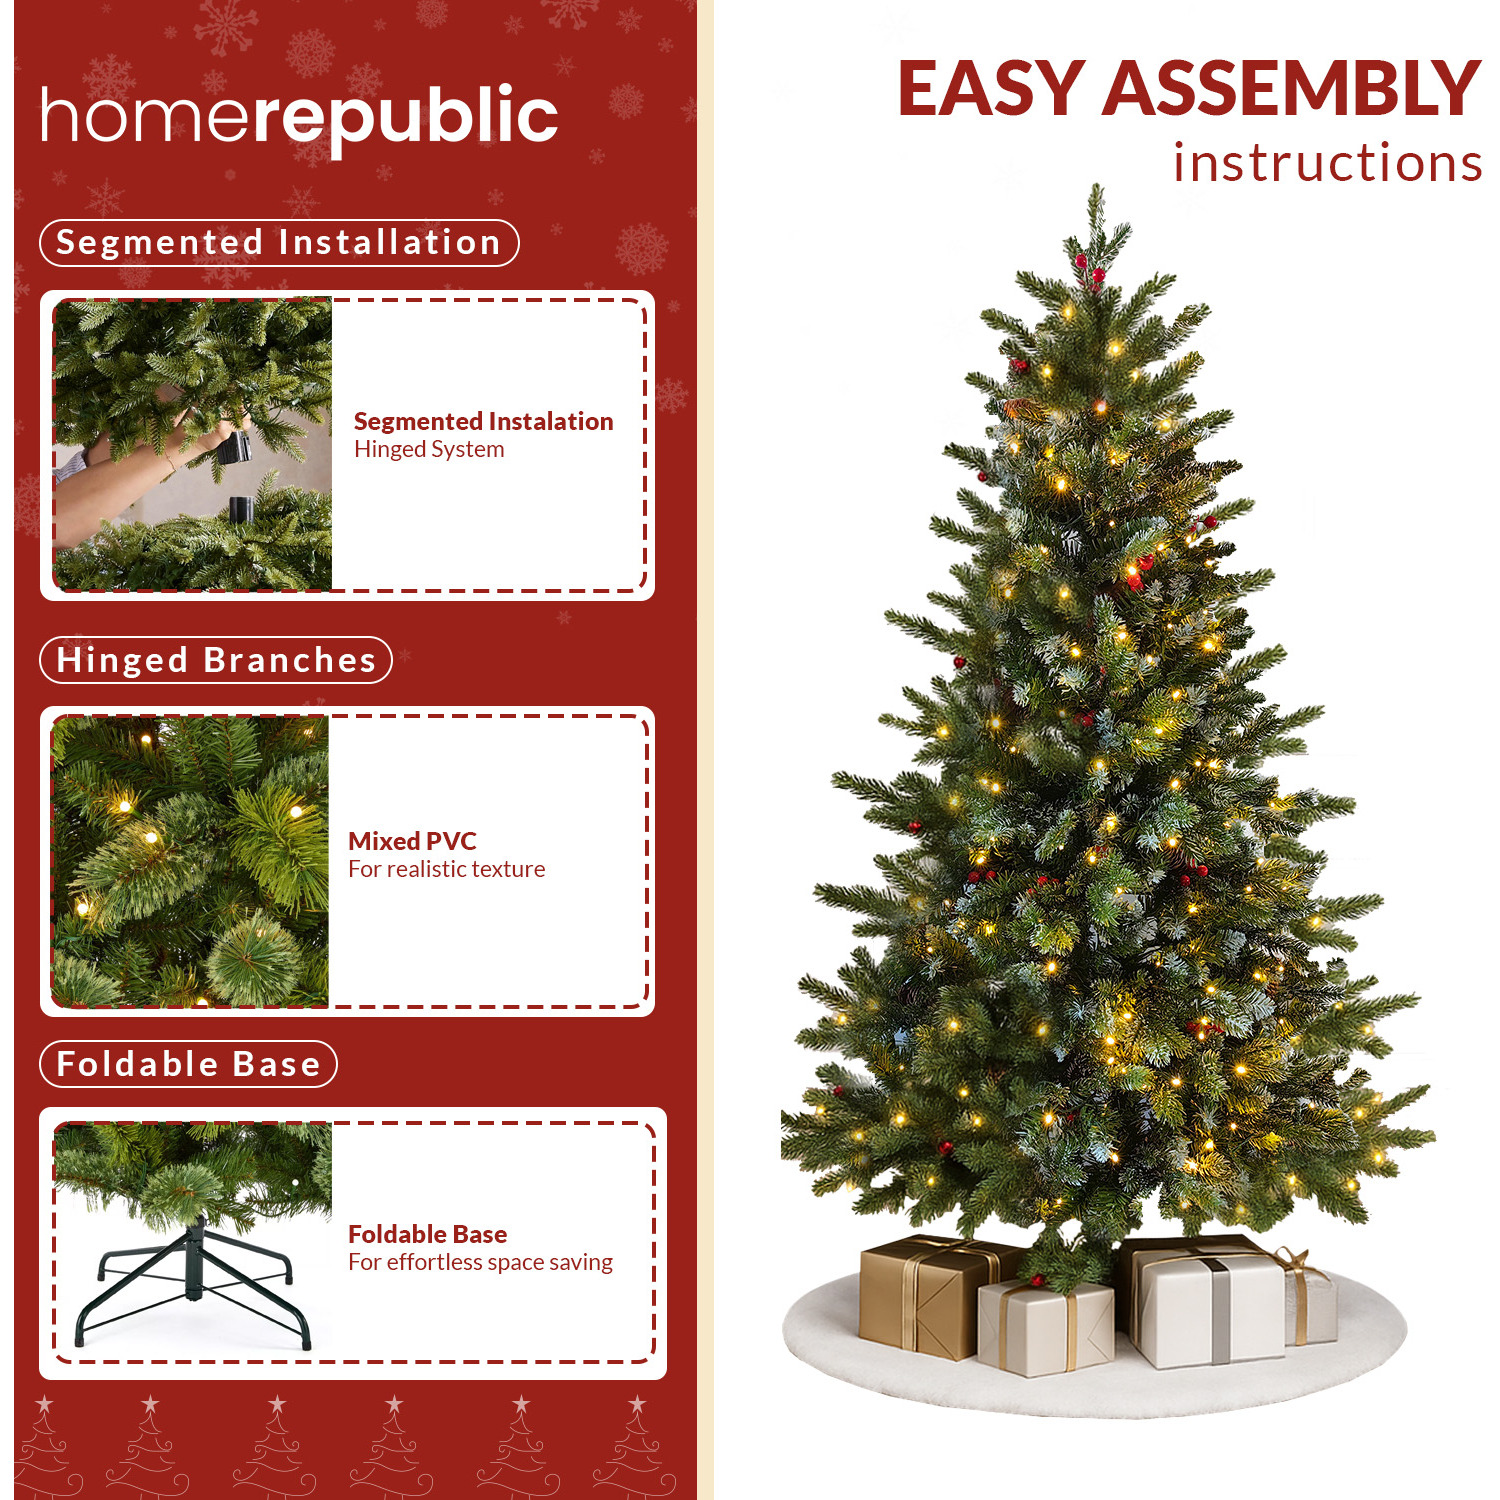 homerepublic
Segmented Installation
Segmented Instalation
Hinged System
Hinged Branches
Mixed PVC
For realistic texture
Foldable Base
Foldable Base
For effortless space saving
EASY ASSEMBLY
instructions